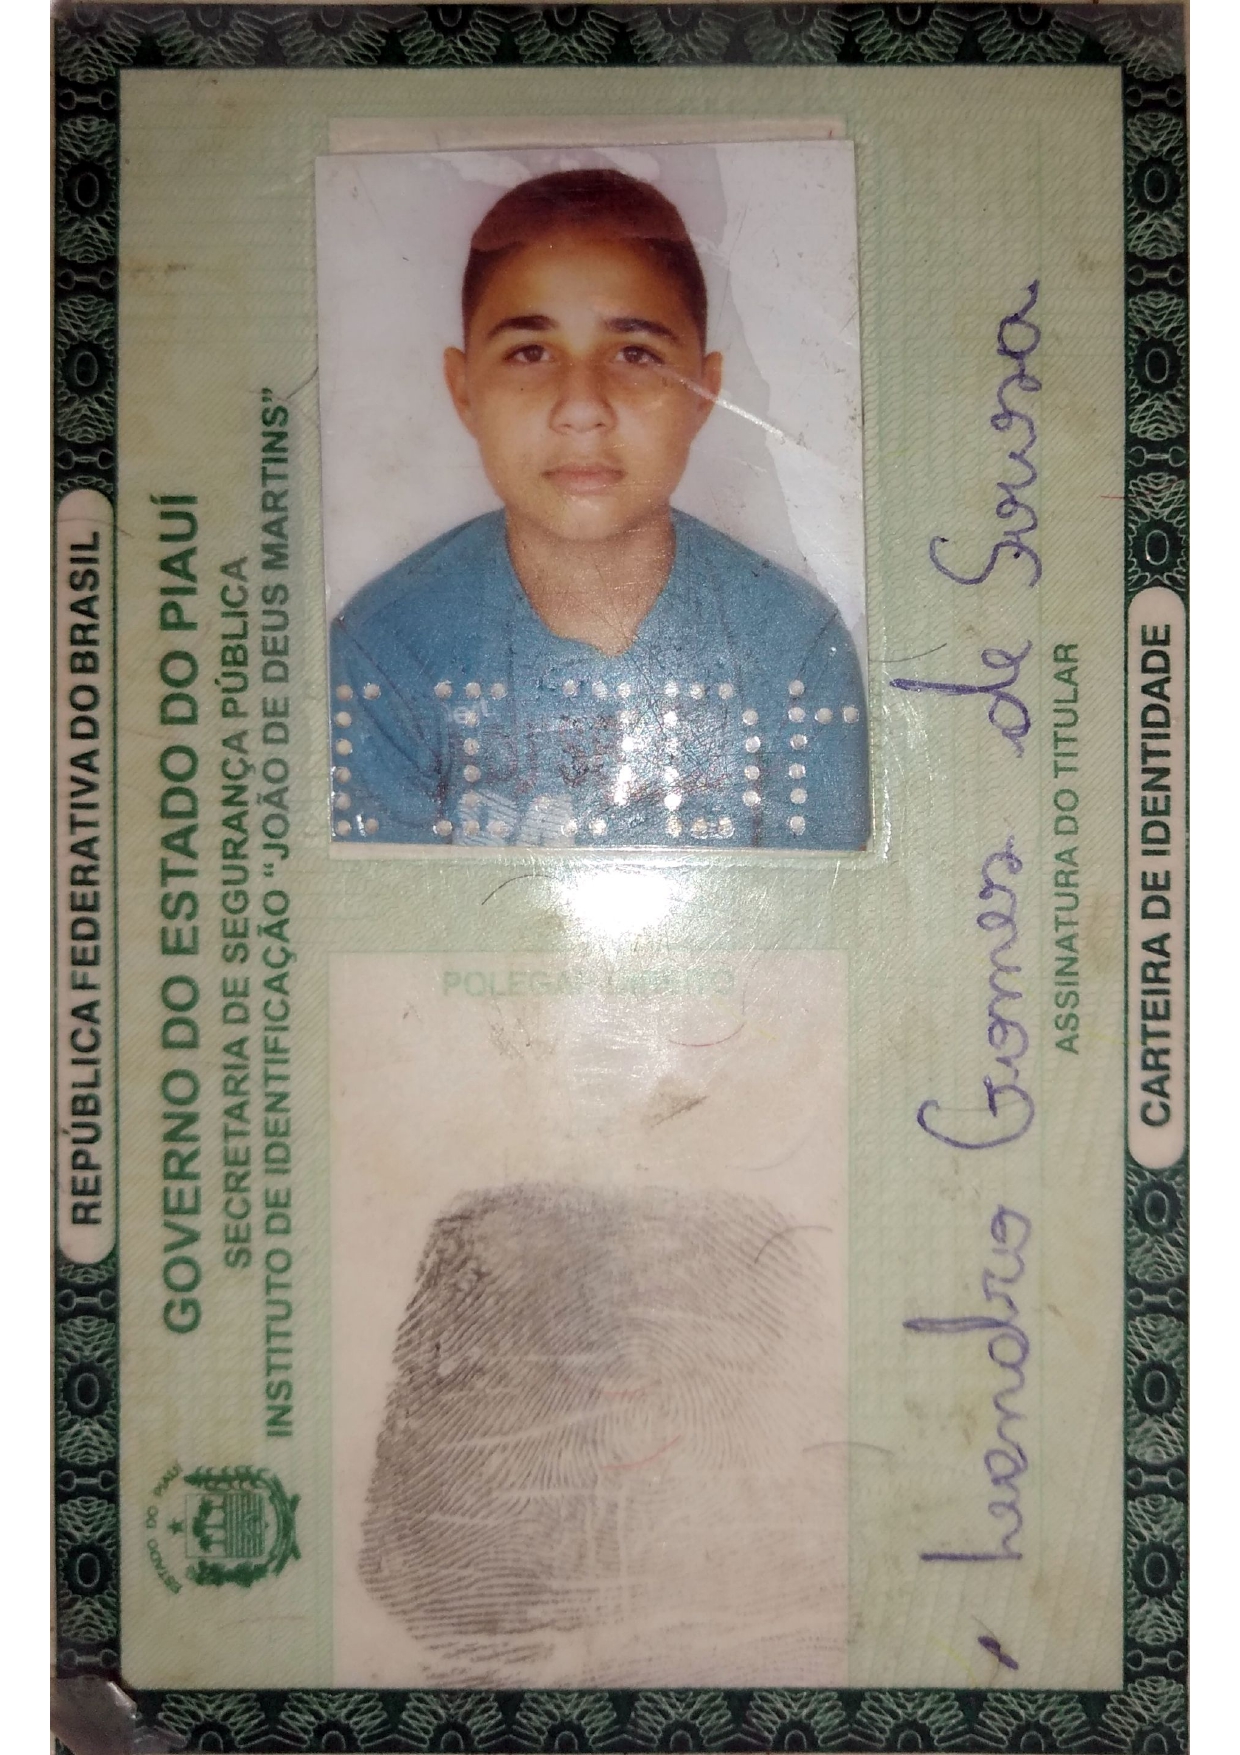 REPÚBLICA FEDERATIVA DO BRASIL
ESTADO DO PIAUÍ
GOVERNO DO ESTADO DO PIAUÍ
SECRETARIA DE SEGURANÇA PÚBLICA
INSTITUTO DE IDENTIFICAÇÃO “JOÃO DE DEUS MARTINS”
POLEGAR DIREITO
Leandro Gomes de Sousa
ASSINATURA DO TITULAR
CARTEIRA DE IDENTIDADE